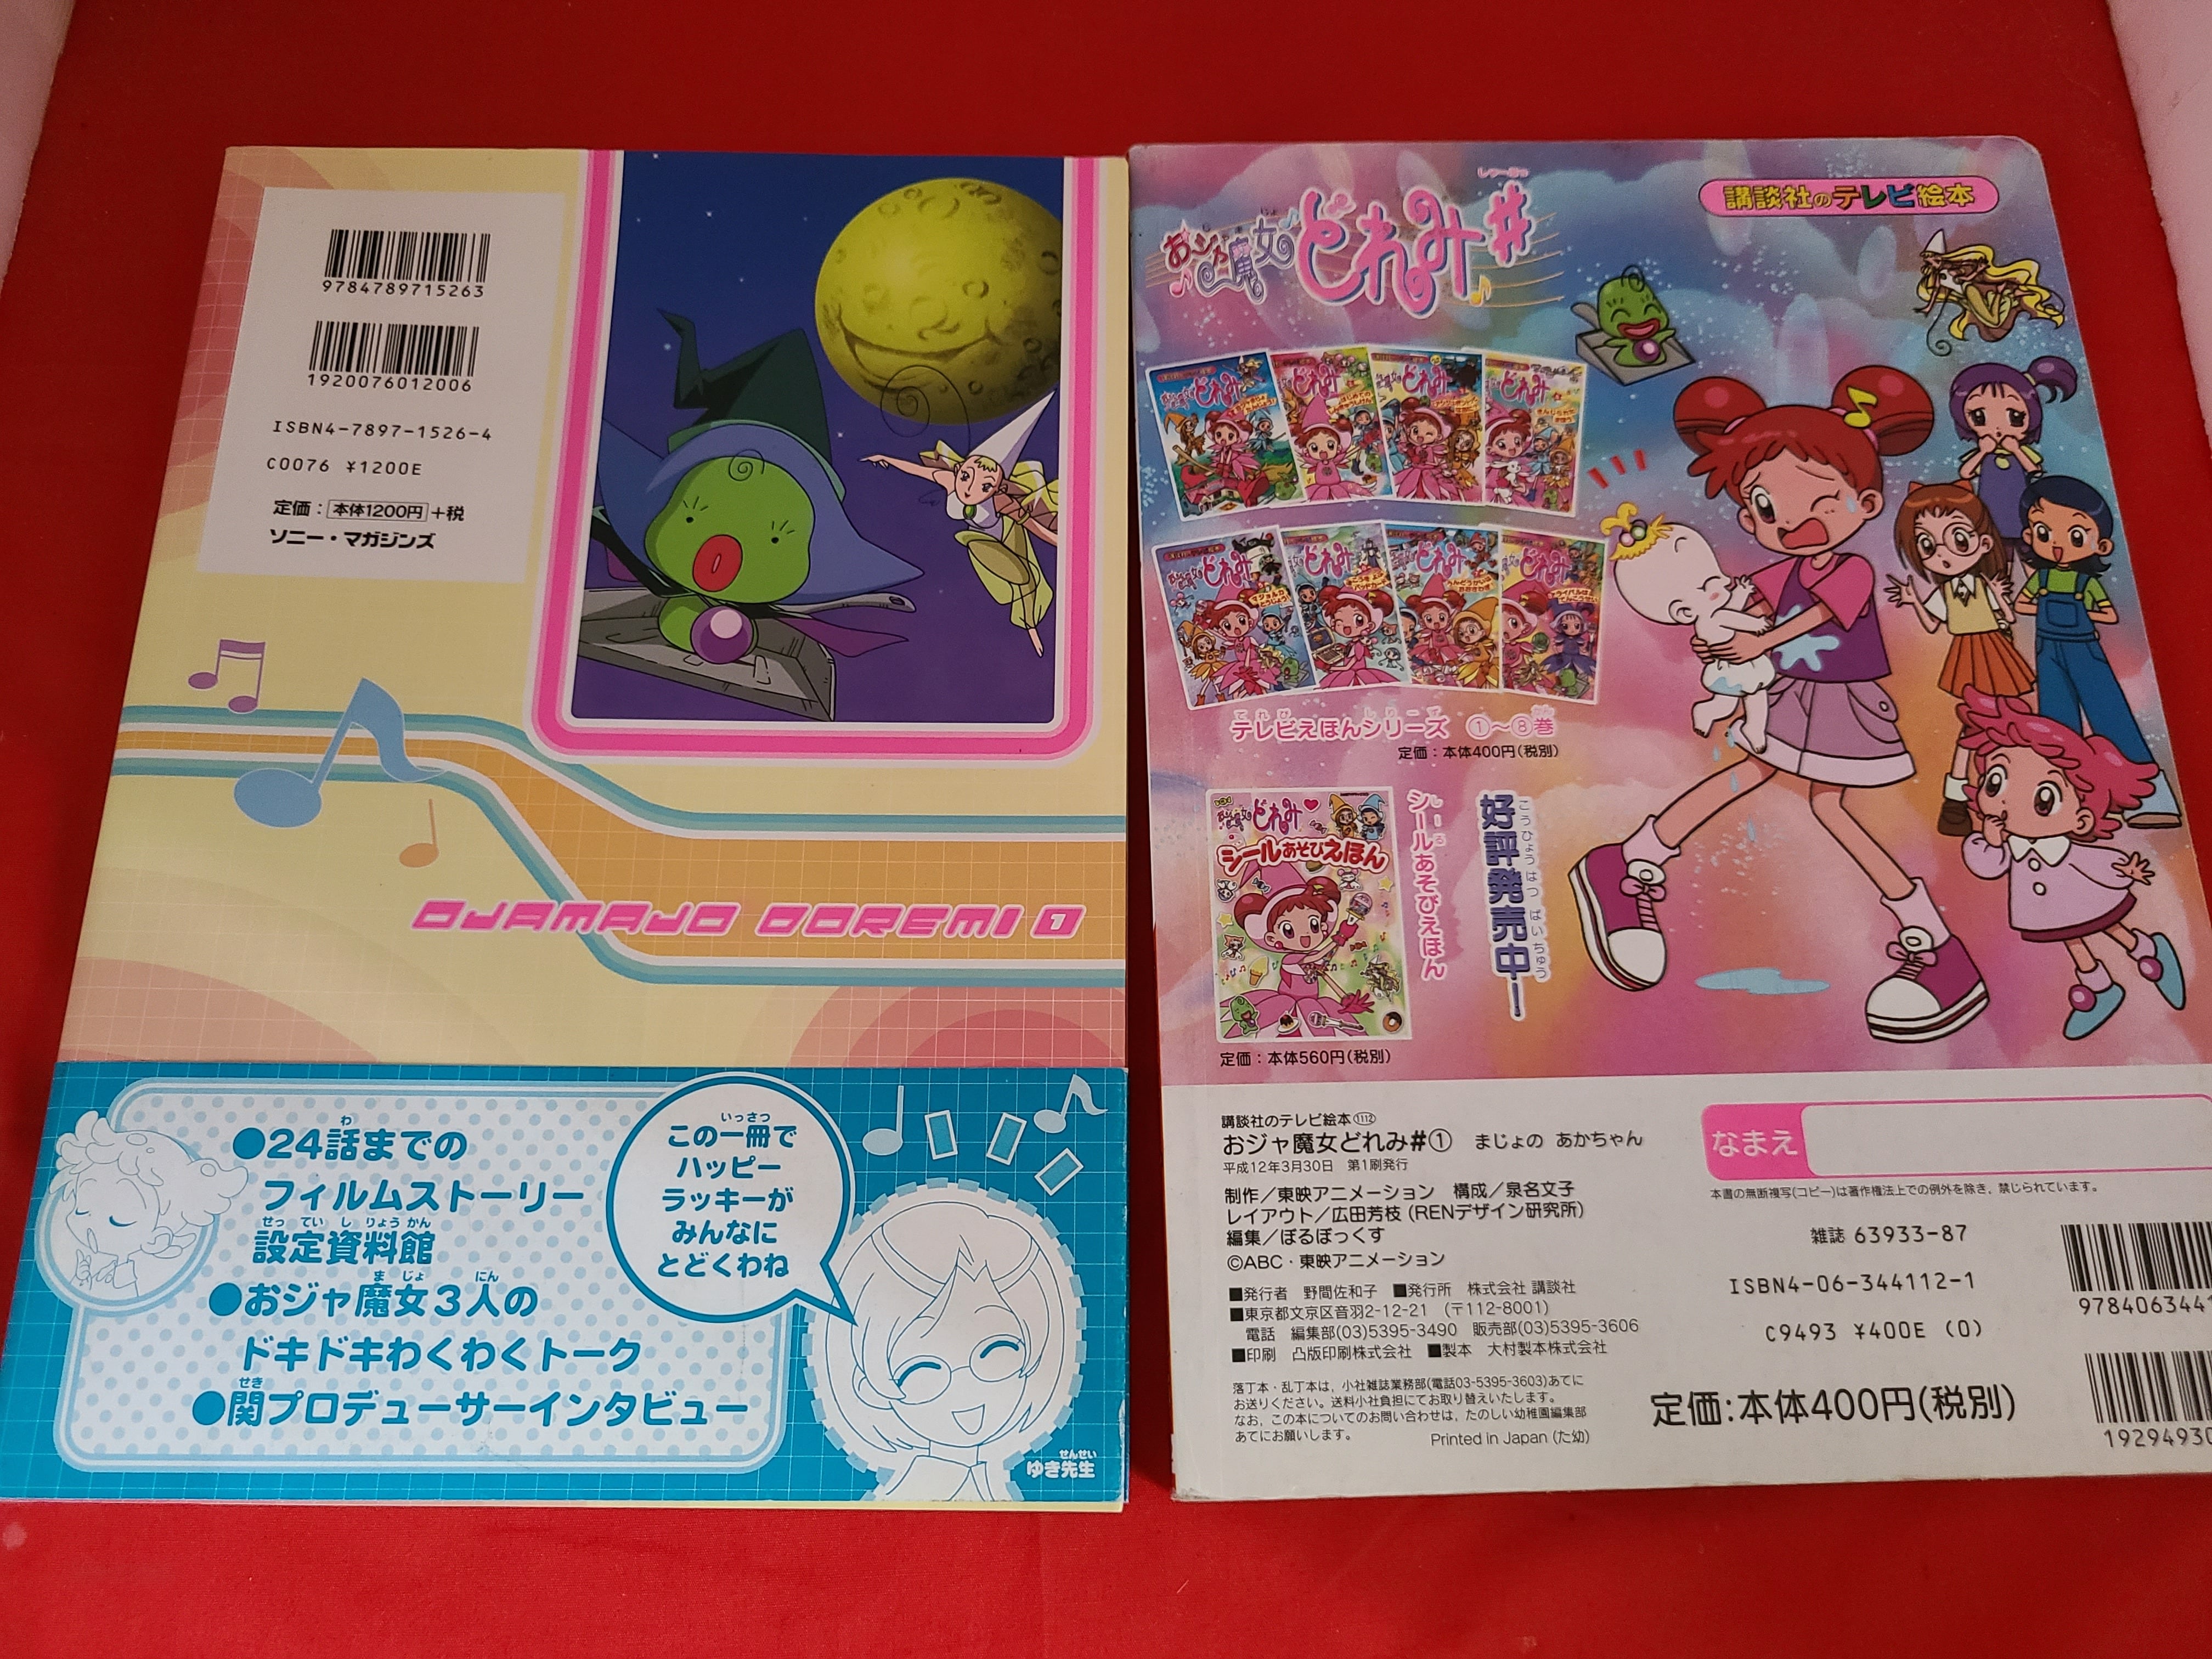 9784789715263
1920076012006
ISBN4-7897-1526-4
C0076 ¥1200E
定価：本体1200円+税
ソニー・マガジンズ
OJAMAJO DOREMI 1
●24話までの
フィルムストーリー
設定資料館
●おジャ魔女3人の
ドキドキわくわくトーク
●関プロデューサーインタビュー
この一冊で
ハッピー
ラッキーが
みんなに
とどくわね
ゆき先生
おジャ魔女どれみ#
講談社のテレビ絵本
テレビえほんシリーズ ①～⑧巻
定価：本体400円(税別)
どれみ
シールあそびえほん
シールあそびえほん
好評発売中！
定価：本体560円(税別)
講談社のテレビ絵本1112
おジャ魔女どれみ#① まじょの あかちゃん
平成12年3月30日 第1刷発行
制作／東映アニメーション 構成／泉名文子
レイアウト／広田芳枝 (RENデザイン研究所)
編集／ぽるぽっくす
©ABC・東映アニメーション
■発行者 野間佐和子 ■発行所 株式会社 講談社
■東京都文京区音羽2-12-21 (〒112-8001)
電話 編集部(03)5395-3490 販売部(03)5395-3606
■印刷 凸版印刷株式会社 ■製本 大村製本株式会社
落丁本・乱丁本は、小社雑誌業務部(電話03-5395-3603)あてに
お送りください。送料小社負担にてお取り替えいたします。
なお、この本についてのお問い合わせは、たのしい幼稚園編集部
あてにお願いします。
Printed in Japan (た幼)
なまえ
本書の無断複写(コピー)は著作権法上での例外を除き、禁じられています。
雑誌 63933-87
ISBN4-06-344112-1
C9493 ¥400E (0)
定価:本体400円(税別)
978406344
1929493